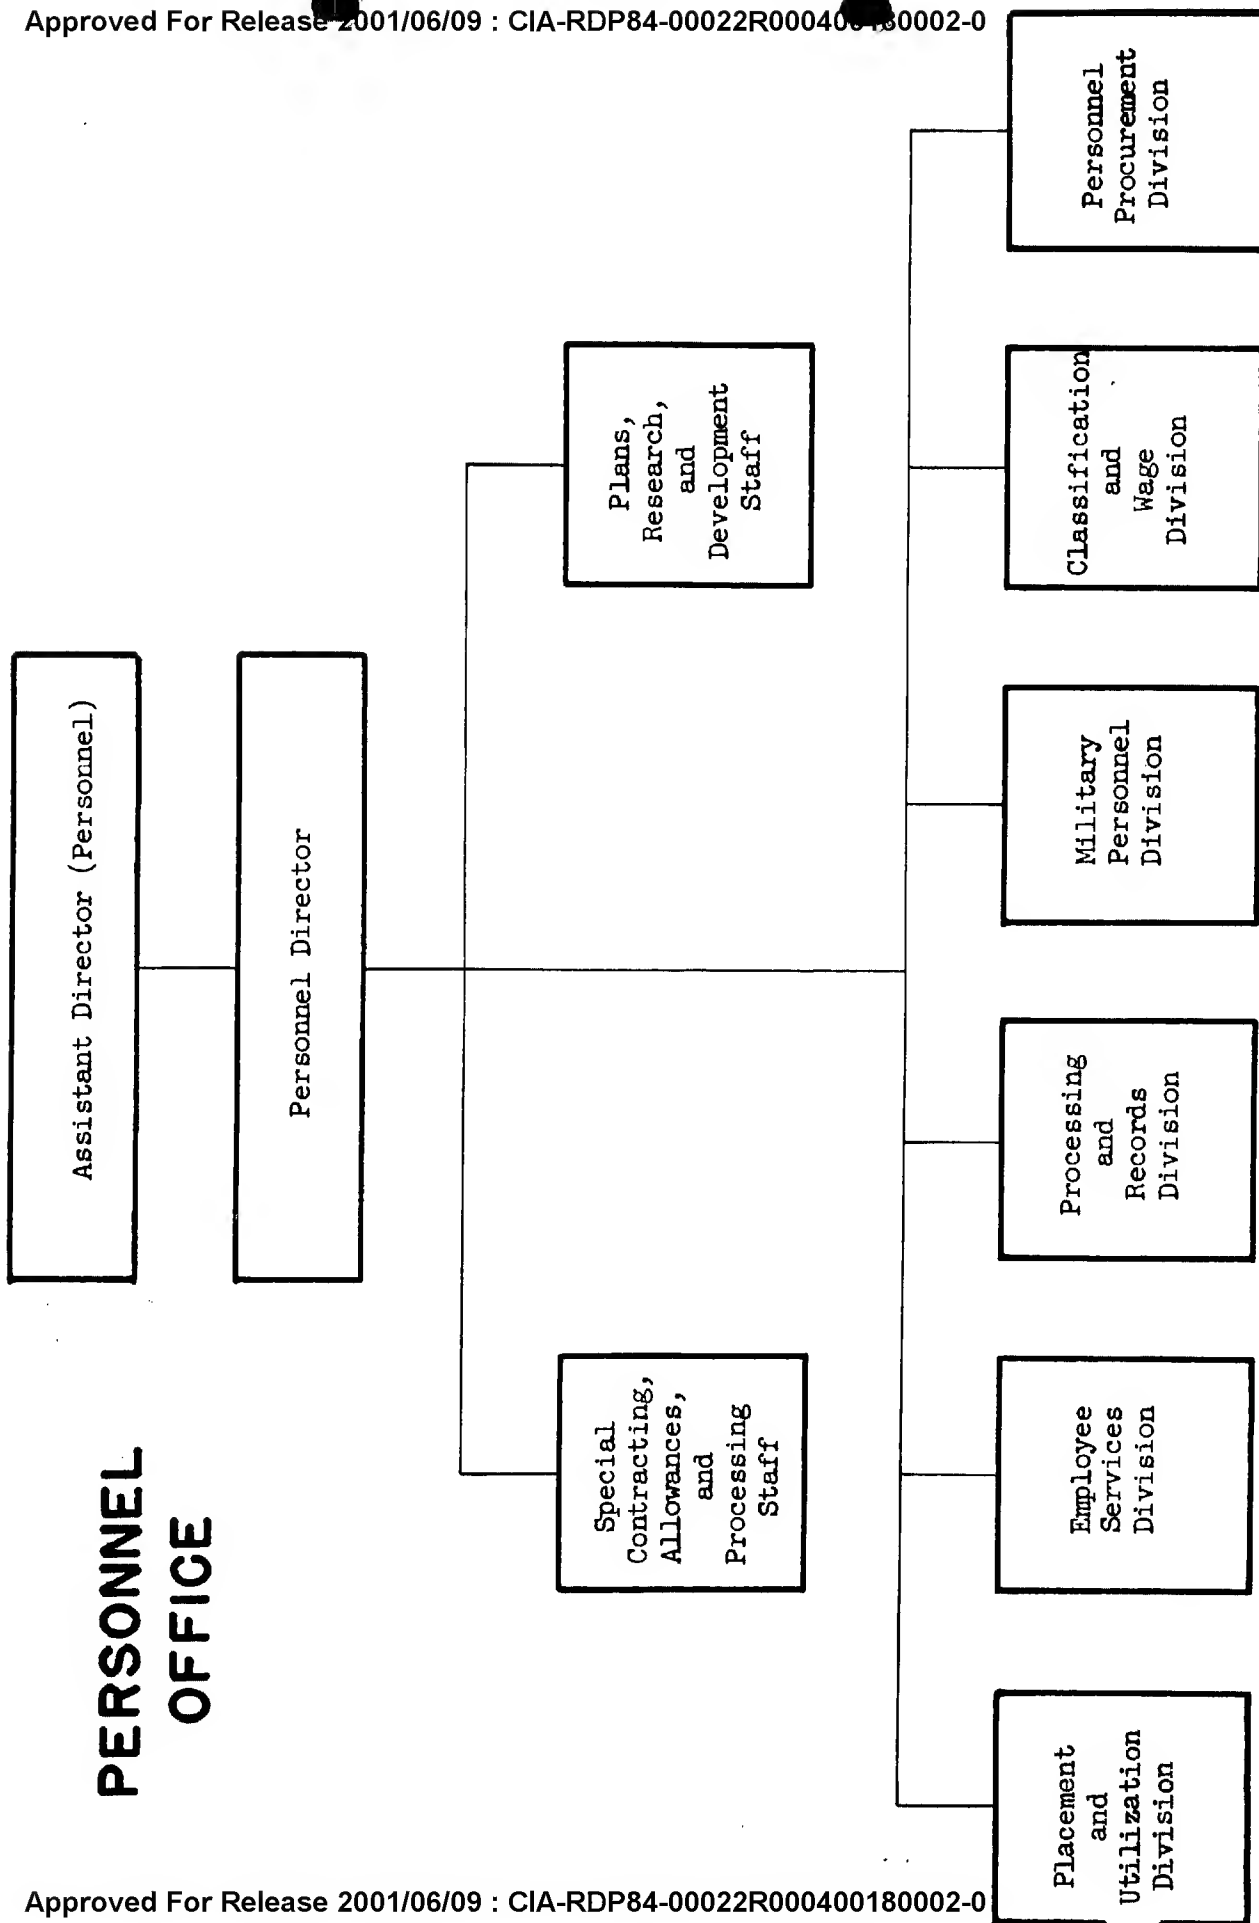 Approved For Release 2001/06/09 : CIA-RDP84-00022R000400180002-0
PERSONNEL
OFFICE
Assistant Director (Personnel)
Personnel Director
Special
Contracting,
Allowances,
and
Processing
Staff
Plans,
Research,
and
Development
Staff
Placement
and
Utilization
Division
Employee
Services
Division
Processing
and
Records
Division
Military
Personnel
Division
Classification
and
Wage
Division
Personnel
Procurement
Division
Approved For Release 2001/06/09 : CIA-RDP84-00022R000400180002-0